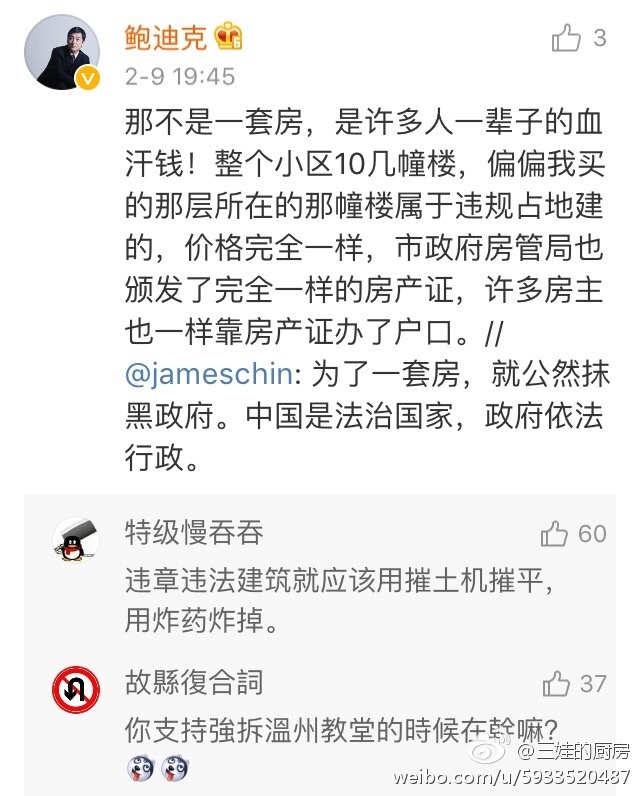 鲍迪克
3
2-9 19:45
那不是一套房，是许多人一辈子的血
汗钱！整个小区10几幢楼，偏偏我买
的那层所在的那幢楼属于违规占地建
的，价格完全一样，市政府房管局也
颁发了完全一样的房产证，许多房主
也一样靠房产证办了户口。//
@jameschin: 为了一套房，就公然抹
黑政府。中国是法治国家，政府依法
行政。
特级慢吞吞
60
违章违法建筑就应该用摧土机摧平，
用炸药炸掉。
故縣復合詞
37
你支持強拆溫州教堂的時候在幹嘛？
@三娃的厨房
weibo.com/u/5933520487